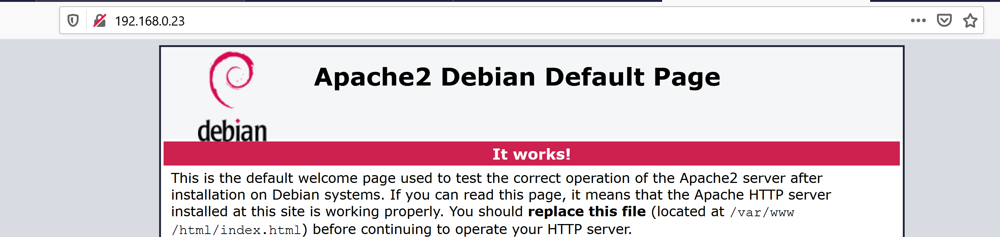 192.168.0.23
Apache2 Debian Default Page
debian
It works!
This is the default welcome page used to test the correct operation of the Apache2 server after
installation on Debian systems. If you can read this page, it means that the Apache HTTP server
installed at this site is working properly. You should replace this file (located at /var/www
/html/index.html) before continuing to operate your HTTP server.